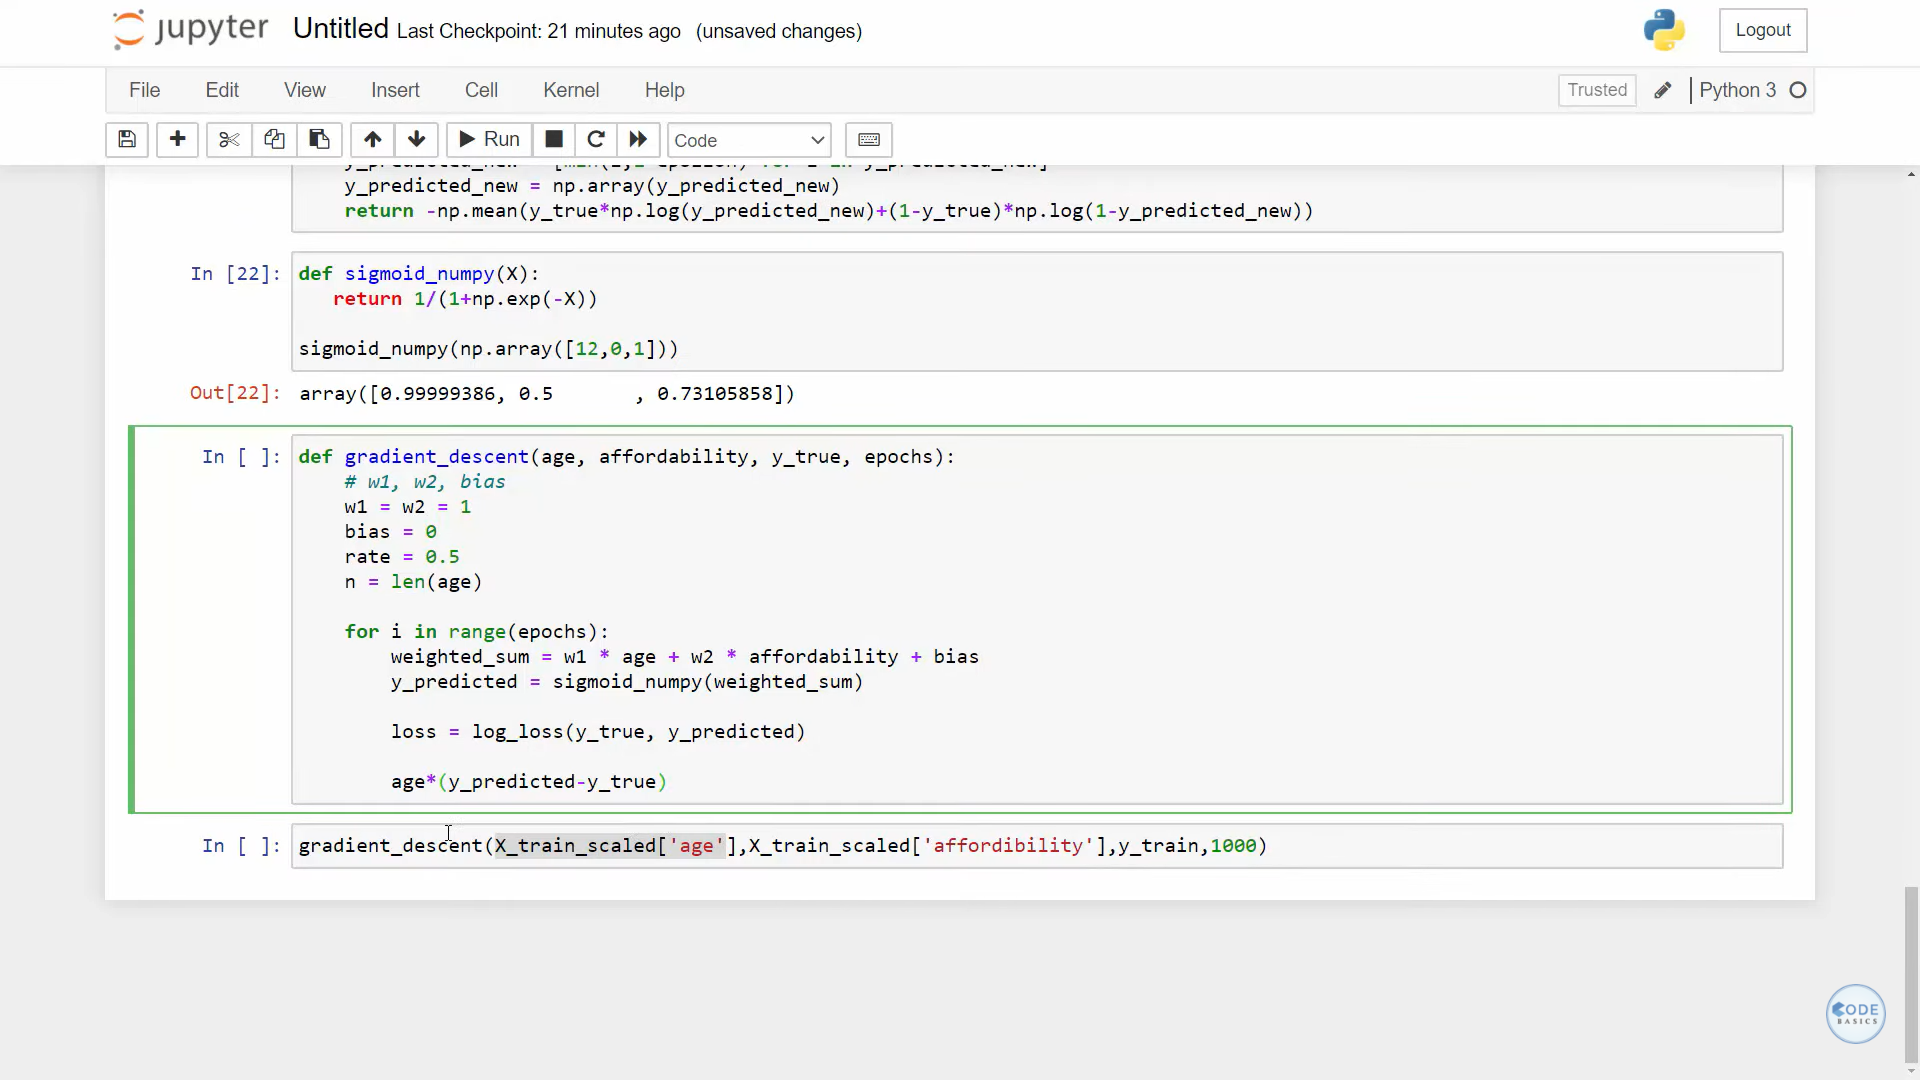 jupyter Untitled Last Checkpoint: 21 minutes ago (unsaved changes) Logout
File Edit View Insert Cell Kernel Help Trusted Python 3
Run Code
y_predicted_new = np.array(y_predicted_new)
return -np.mean(y_true*np.log(y_predicted_new)+(1-y_true)*np.log(1-y_predicted_new))
In [22]: def sigmoid_numpy(X):
return 1/(1+np.exp(-X))
sigmoid_numpy(np.array([12,0,1]))
Out[22]: array([0.99999386, 0.5       , 0.73105858])
In [ ]: def gradient_descent(age, affordability, y_true, epochs):
# w1, w2, bias
w1 = w2 = 1
bias = 0
rate = 0.5
n = len(age)
for i in range(epochs):
weighted_sum = w1 * age + w2 * affordability + bias
y_predicted = sigmoid_numpy(weighted_sum)
loss = log_loss(y_true, y_predicted)
age*(y_predicted-y_true)
In [ ]: gradient_descent(X_train_scaled['age'],X_train_scaled['affordibility'],y_train,1000)
CODE
BASICS